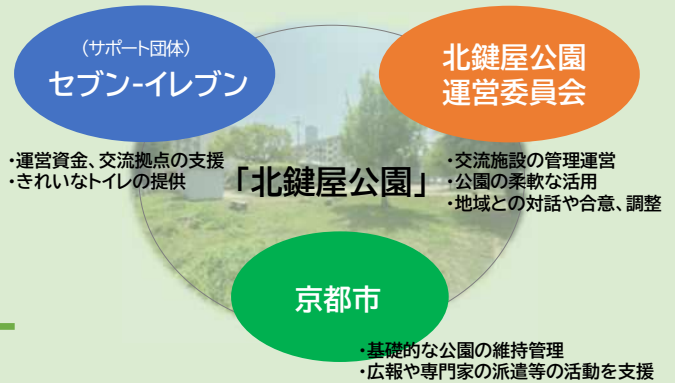 (サポート団体)
セブン-イレブン
北鍵屋公園
運営委員会
・運営資金、交流拠点の支援
・きれいなトイレの提供
「北鍵屋公園」
・交流施設の管理運営
・公園の柔軟な活用
・地域との対話や合意、調整
京都市
・基礎的な公園の維持管理
・広報や専門家の派遣等の活動を支援